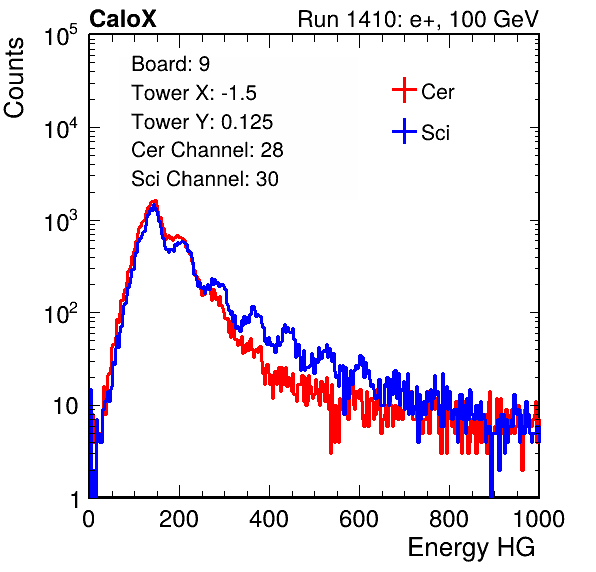 CaloX Run 1410: e+, 100 GeV
Counts
Board: 9
Tower X: -1.5
Tower Y: 0.125
Cer Channel: 28
Sci Channel: 30
Cer
Sci
10^5
10^4
10^3
10^2
10
1
0 200 400 600 800 1000
Energy HG